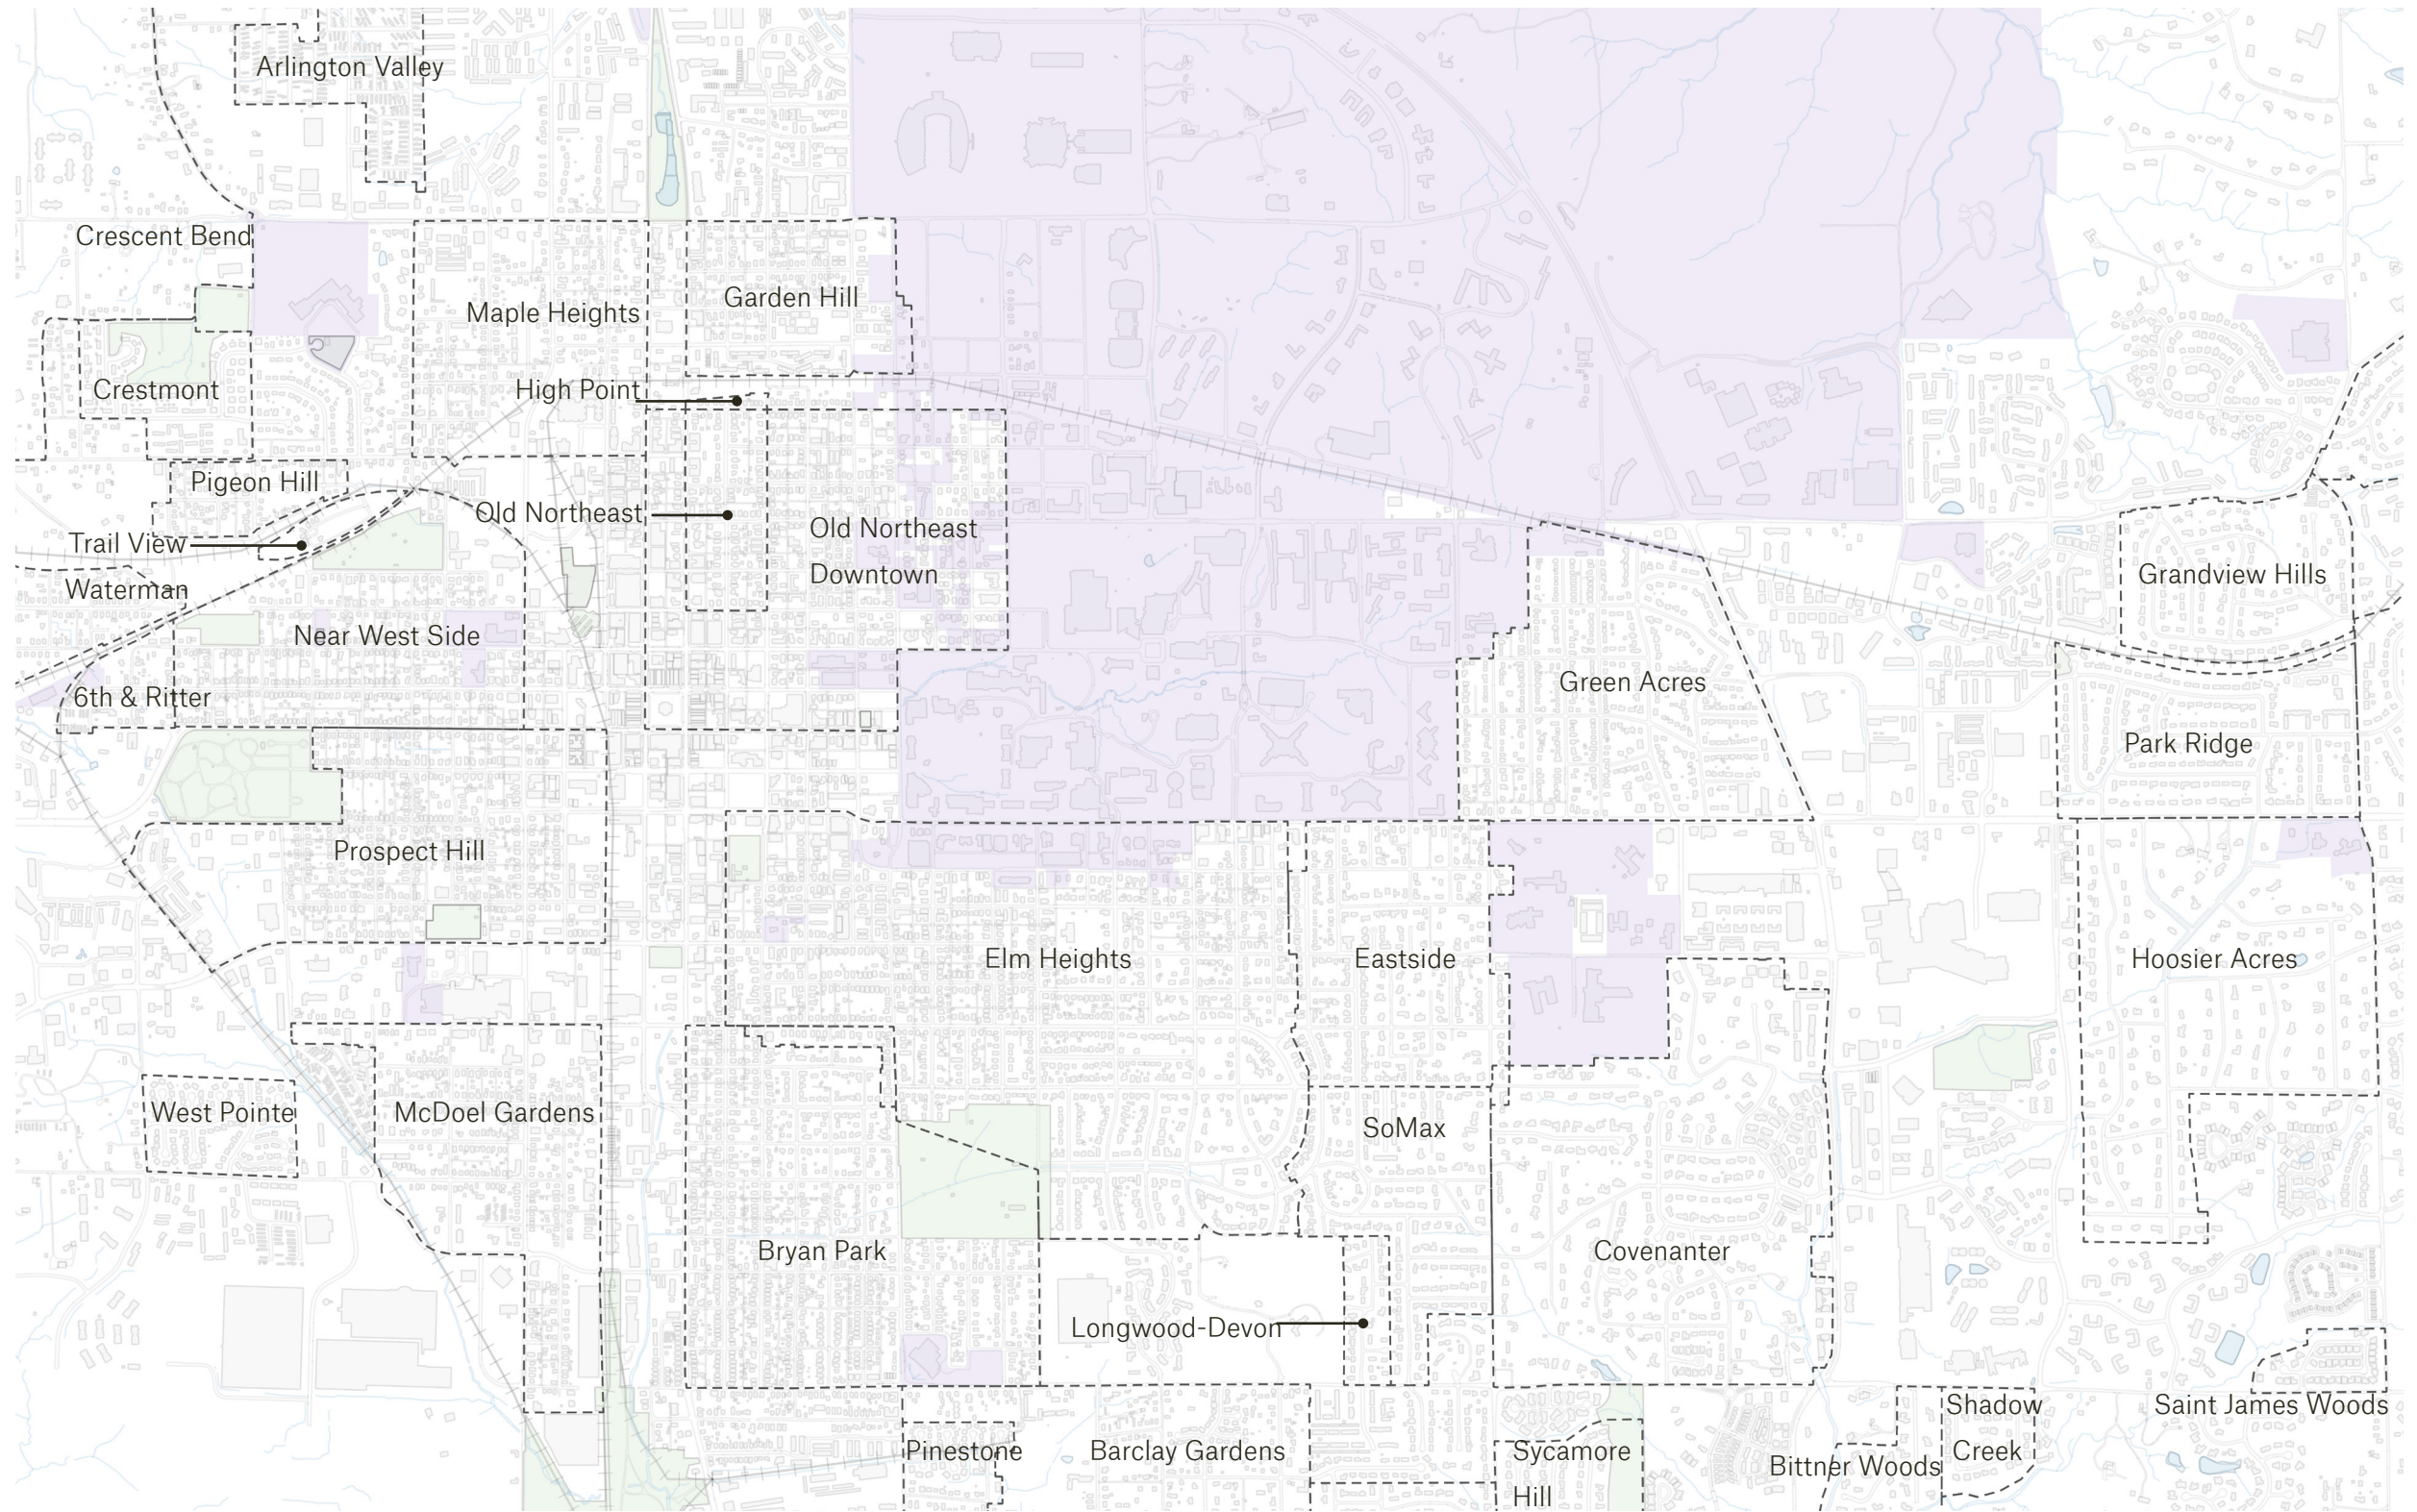 Arlington Valley
Crescent Bend
Garden Hill
Maple Heights
High Point
Crestmont
Pigeon Hill
Old Northeast
Old Northeast
Downtown
Trail View
Waterman
Grandview Hills
Near West Side
Green Acres
6th & Ritter
Park Ridge
Prospect Hill
Elm Heights
Eastside
Hoosier Acres
West Pointe
McDoel Gardens
SoMax
Bryan Park
Covenanter
Longwood-Devon
Shadow
Creek
Saint James Woods
Pinestone
Barclay Gardens
Sycamore
Hill
Bittner Woods